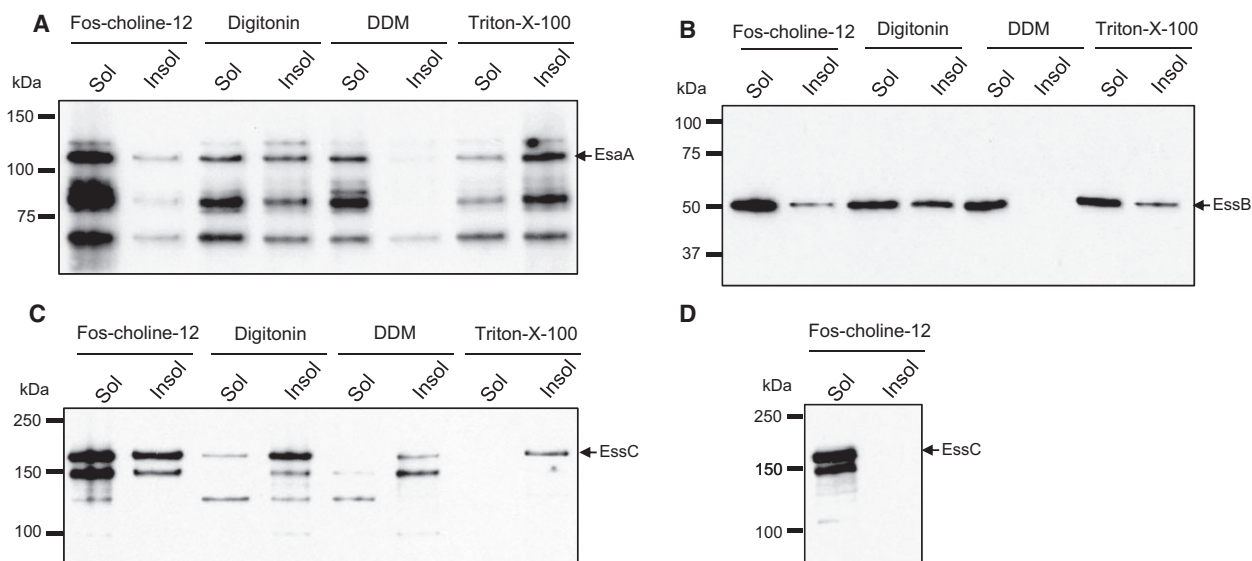 A
Fos-choline-12 Digitonin DDM Triton-X-100
Sol Insol Sol Insol Sol Insol Sol Insol
kDa
150
100
75
EsaA
B
Fos-choline-12 Digitonin DDM Triton-X-100
Sol Insol Sol Insol Sol Insol Sol Insol
kDa
100
75
50
37
EssB
C
Fos-choline-12 Digitonin DDM Triton-X-100
Sol Insol Sol Insol Sol Insol Sol Insol
kDa
250
150
100
EssC
D
Fos-choline-12
Sol Insol
kDa
250
150
100
EssC